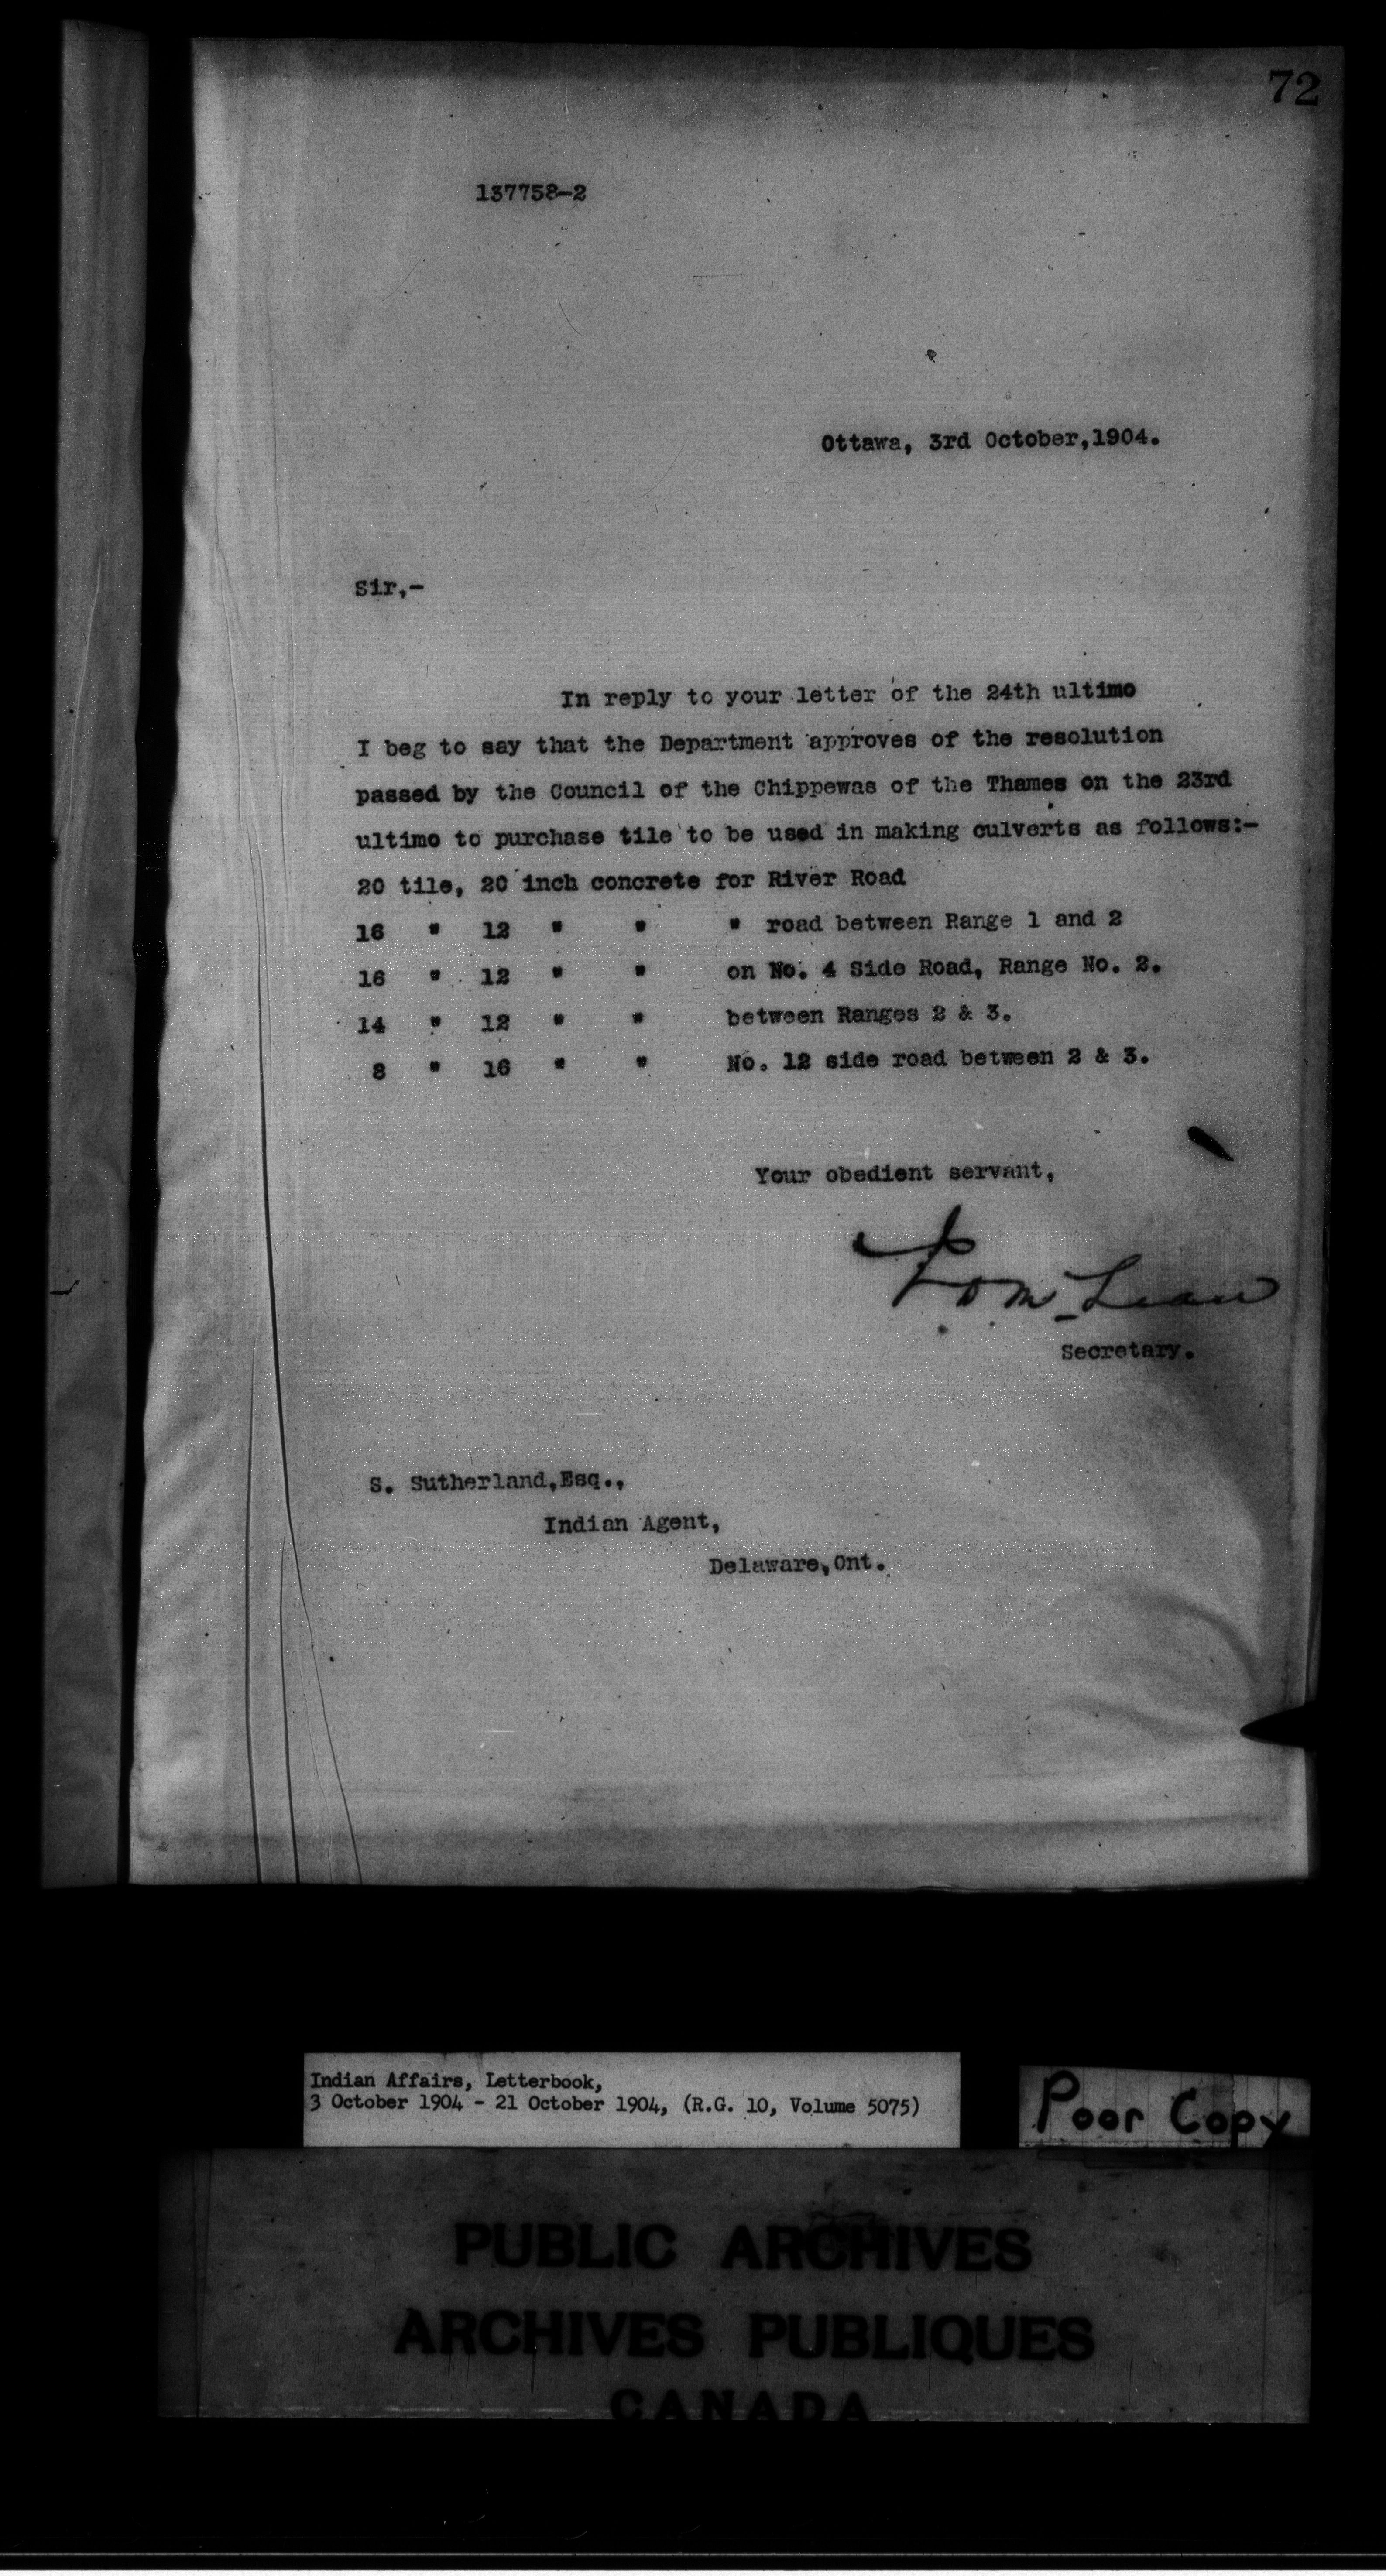 72
137758-2
Ottawa, 3rd October,1904.
Sir,-
In reply to your letter of the 24th ultimo
I beg to say that the Department approves of the resolution
passed by the Council of the Chippewas of the Thames on the 23rd
ultimo to purchase tile to be used in making culverts as follows:-
20 tile, 20 inch concrete for River Road
16 " 12 " " " road between Range 1 and 2
16 " 12 " " on No. 4 Side Road, Range No. 2.
14 " 12 " " between Ranges 2 & 3.
8 " 16 " " No. 12 side road between 2 & 3.
Your obedient servant,
Secretary.
S. Sutherland,Esq.,
Indian Agent,
Delaware,Ont.
Indian Affairs, Letterbook,
3 October 1904 - 21 October 1904, (R.G. 10, Volume 5075)
Poor Copy
PUBLIC ARCHIVES
ARCHIVES PUBLIQUES
CANADA